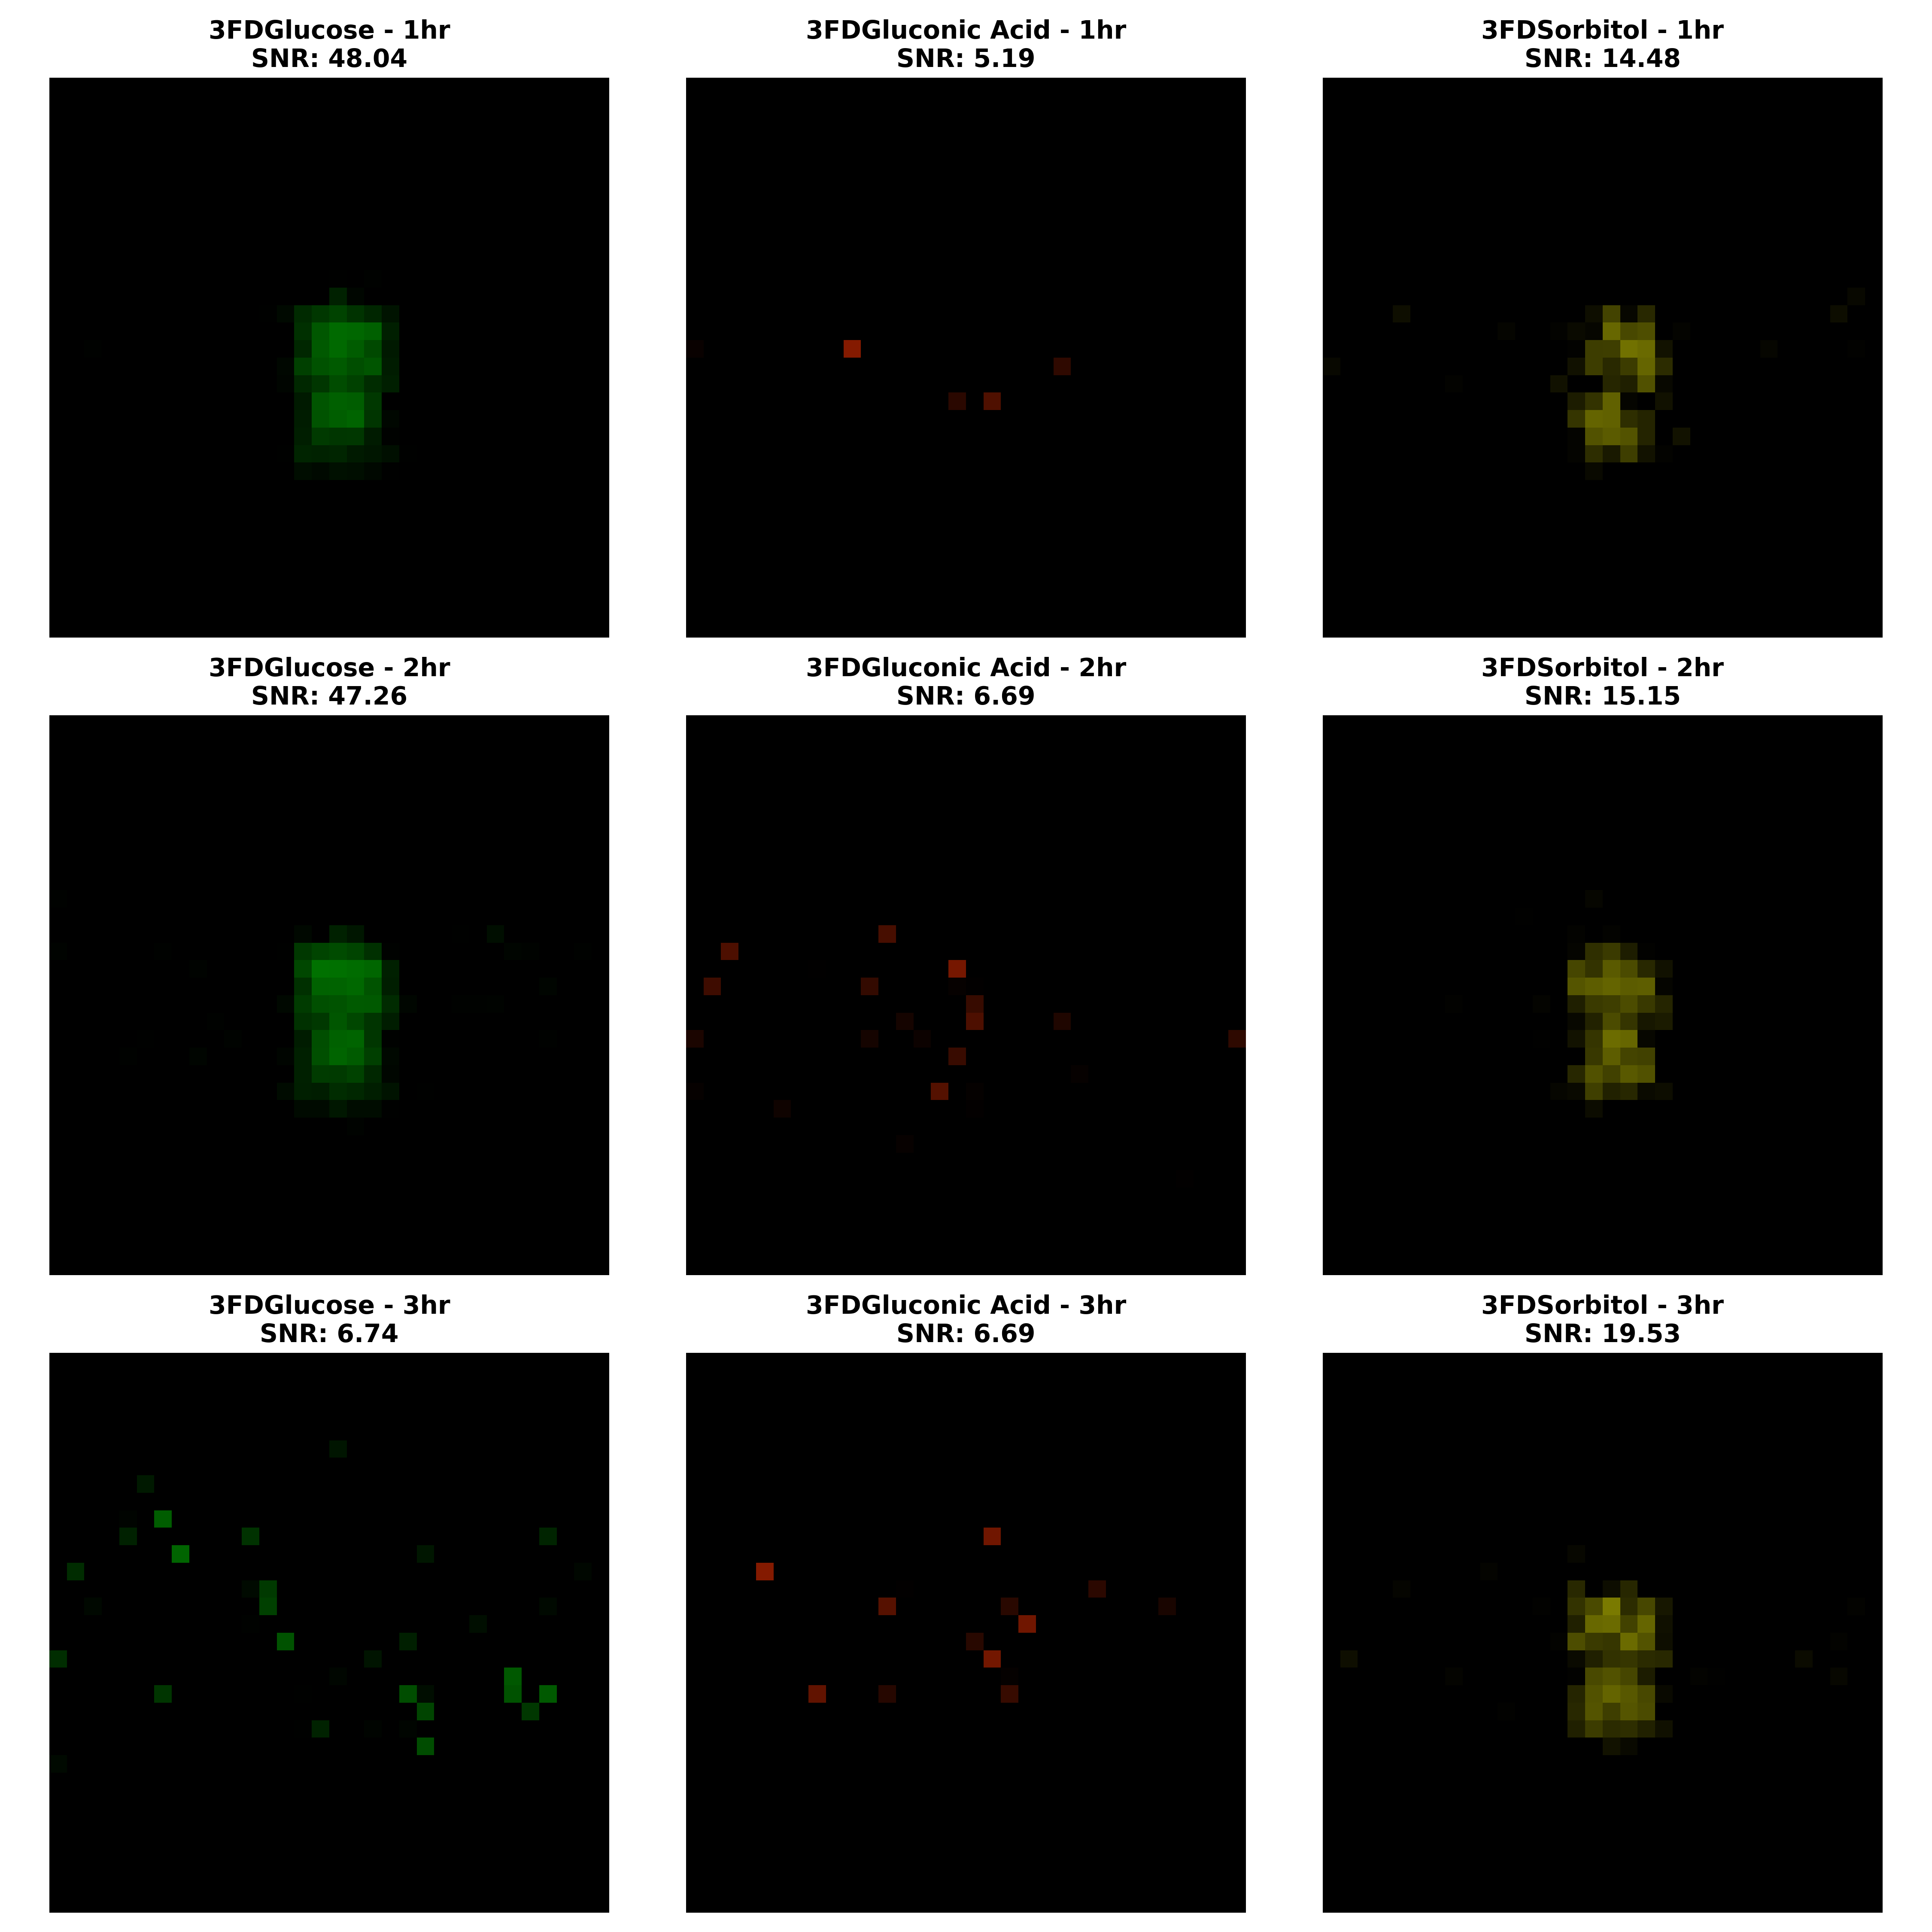 3FDGlucose - 1hr
SNR: 48.04
3FDGluconic Acid - 1hr
SNR: 5.19
3FDSorbitol - 1hr
SNR: 14.48
3FDGlucose - 2hr
SNR: 47.26
3FDGluconic Acid - 2hr
SNR: 6.69
3FDSorbitol - 2hr
SNR: 15.15
3FDGlucose - 3hr
SNR: 6.74
3FDGluconic Acid - 3hr
SNR: 6.69
3FDSorbitol - 3hr
SNR: 19.53